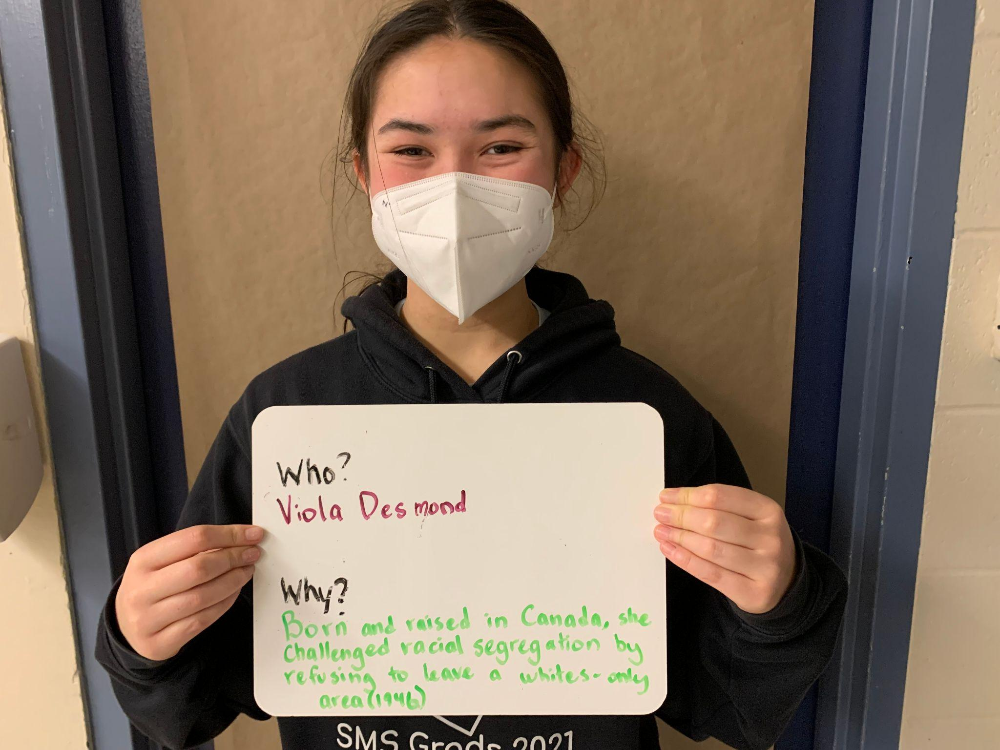 Who?
Viola Desmond
Why?
Born and raised in Canada, she
challenged racial segregation by
refusing to leave a whites-only
area (1946)
SMS Grads 2021